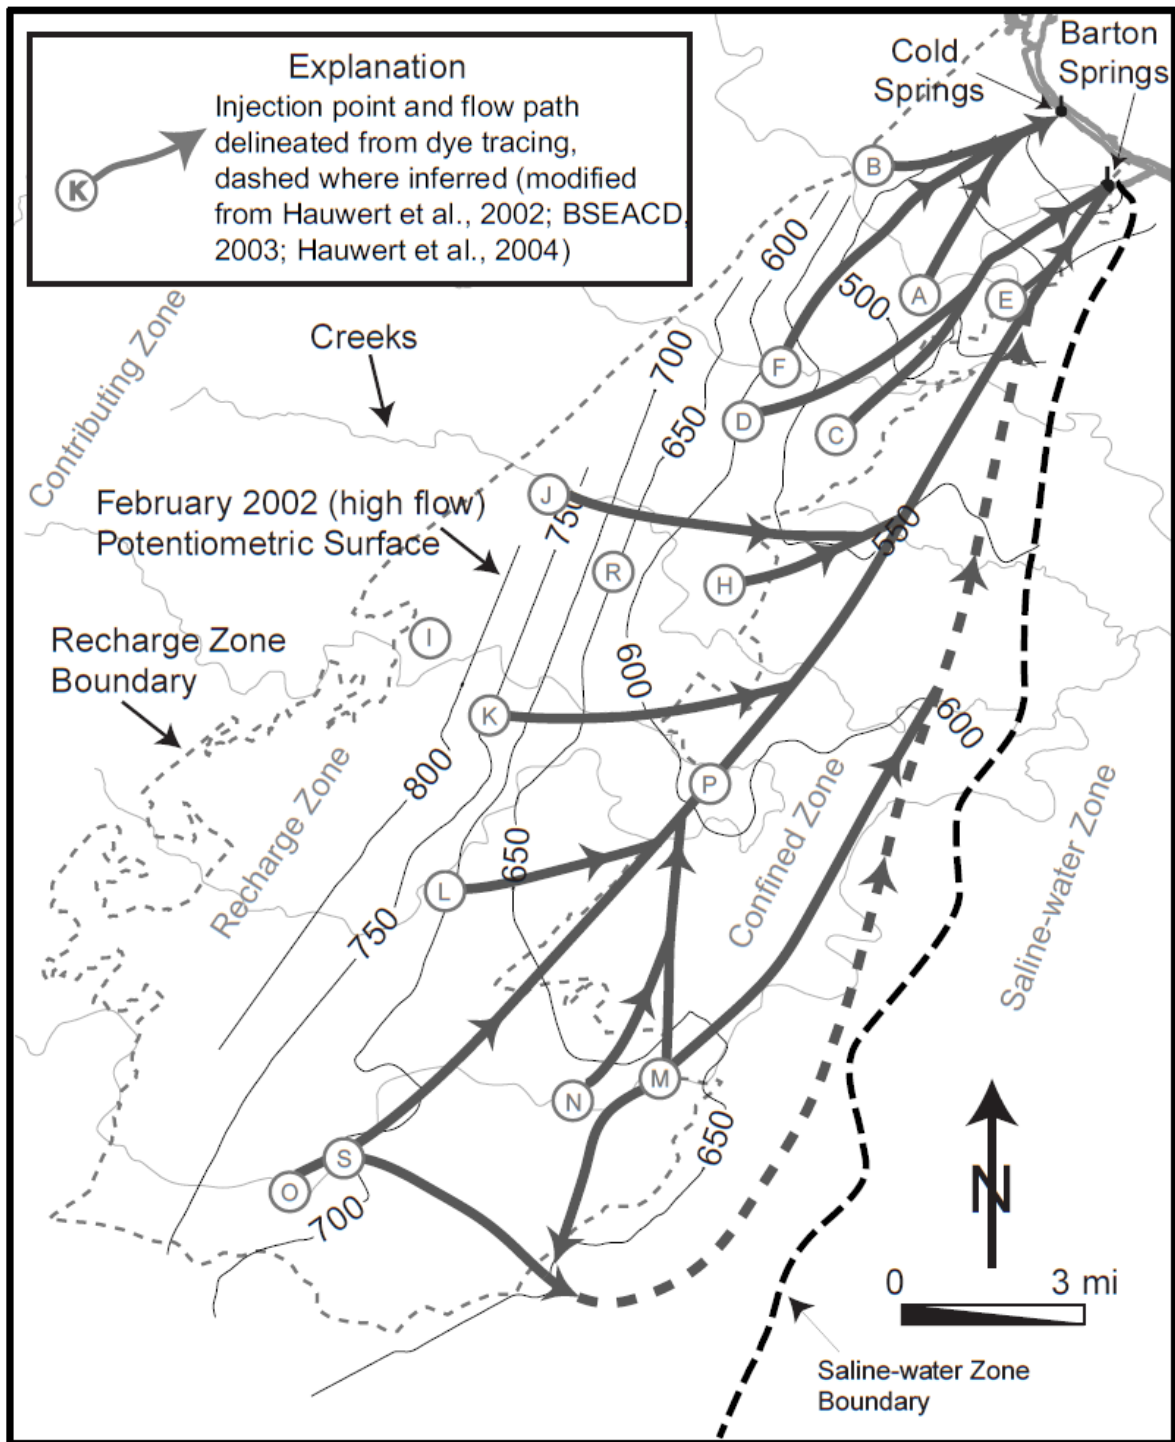 Explanation
Injection point and flow path
delineated from dye tracing,
dashed where inferred (modified
from Hauwert et al., 2002; BSEACD,
2003; Hauwert et al., 2004)
K
Cold
Springs
Barton
Springs
B
600
A
500
E
700
F
Contributing Zone
Creeks
650
D
C
February 2002 (high flow)
Potentiometric Surface
J
750
550
R
H
Recharge Zone
Boundary
I
600
K
600
800
P
Recharge Zone
Confined Zone
Saline-water Zone
650
L
750
M
N
650
S
O
700
N
0 3 mi
Saline-water Zone
Boundary